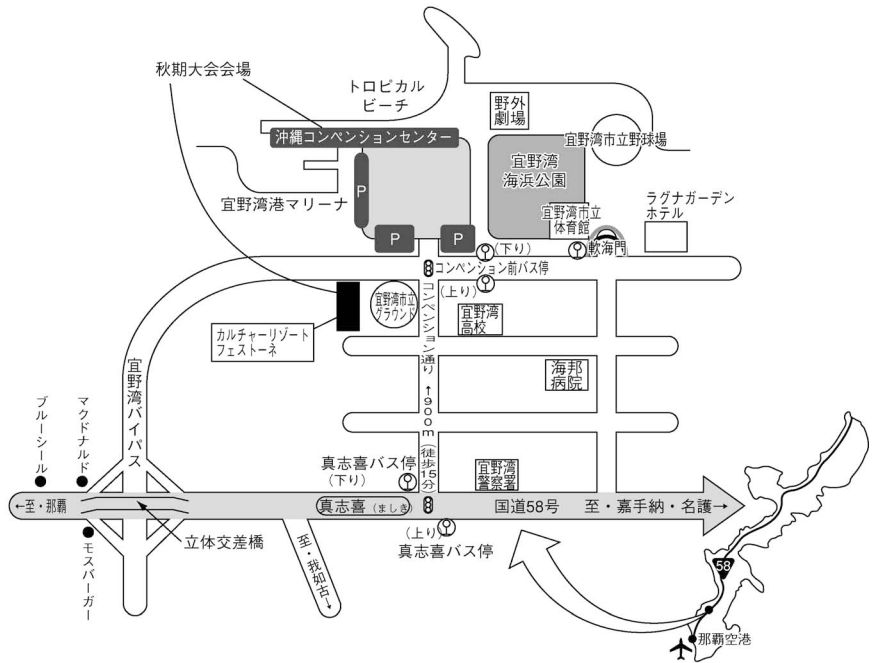 秋期大会会場
トロピカル
ビーチ
野外
劇場
宜野湾市立野球場
沖縄コンベンションセンター
宜野湾
海浜公園
P
宜野湾港マリーナ
宜野湾市立
体育館
ラグナガーデン
ホテル
P
P
(下り)
軟海門
コンベンション前バス停
(上り)
宜野湾市立
グラウンド
宜野湾
高校
カルチャーリゾート
フェストーネ
コンベンション通り ↑900m(徒歩15分)
海邦
病院
宜野湾バイパス
ブルーシール
マクドナルド
真志喜バス停
(下り)
宜野湾
警察署
←至・那覇
真志喜(ましき)
国道58号
至・嘉手納・名護→
モスバーガー
立体交差橋
至・我如古→
(上り)
真志喜バス停
58
那覇空港